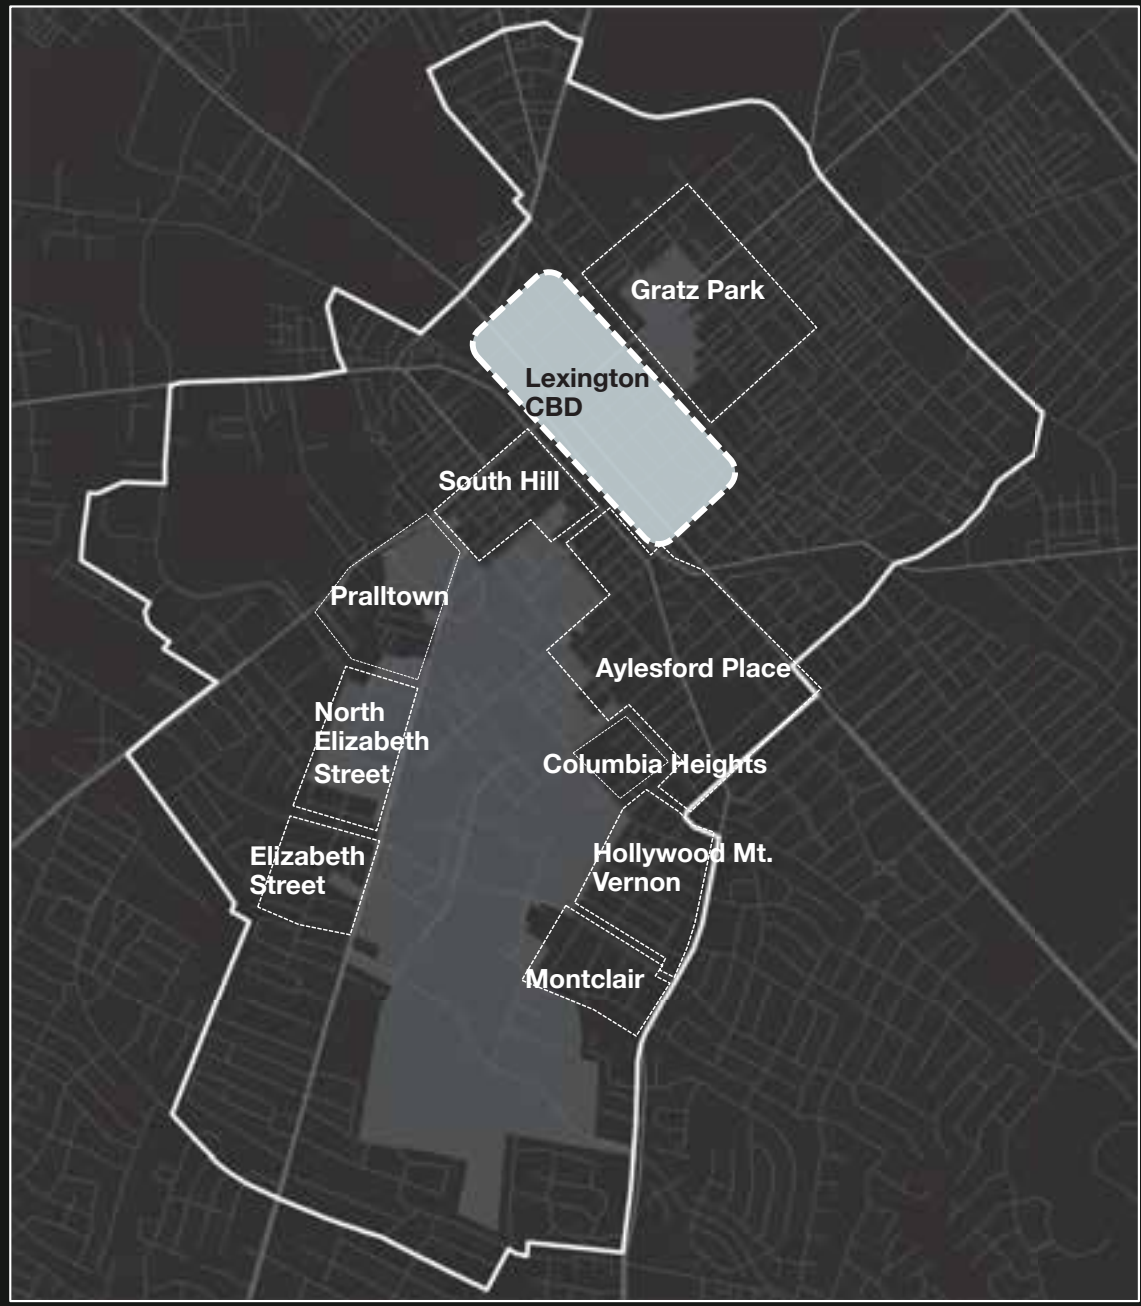 Gratz Park
Lexington
CBD
South Hill
Pralltown
Aylesford Place
North
Elizabeth
Street
Columbia Heights
Elizabeth
Street
Hollywood Mt.
Vernon
Montclair